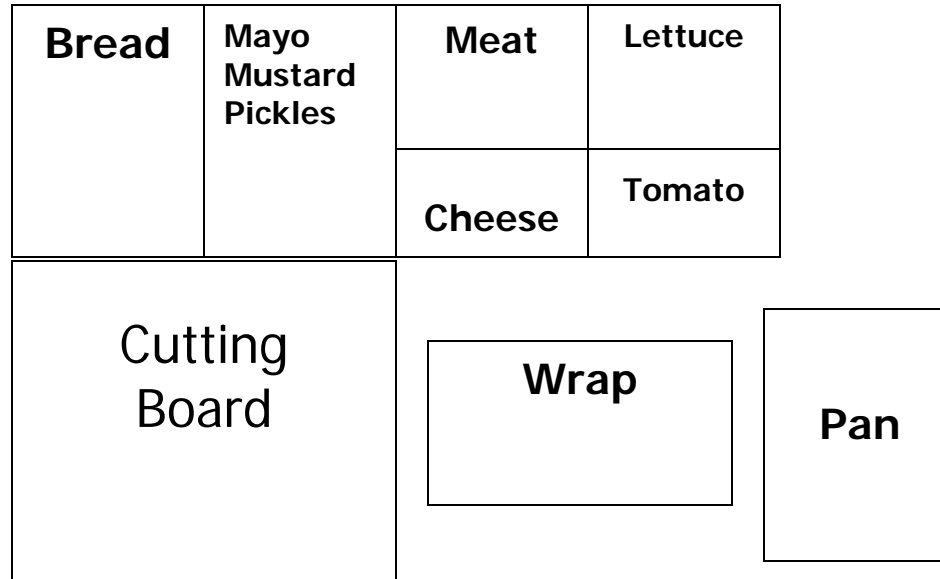 Bread
Mayo
Mustard
Pickles
Meat
Lettuce
Cheese
Tomato
Cutting
Board
Wrap
Pan